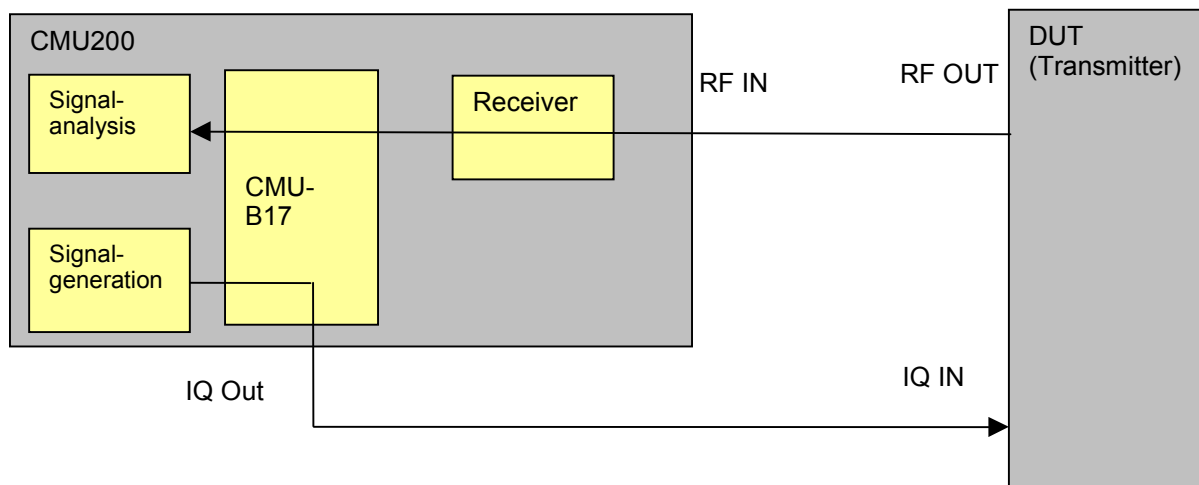 CMU200
Signal-
analysis
CMU-
B17
Receiver
Signal-
generation
RF IN
RF OUT
DUT
(Transmitter)
IQ Out
IQ IN